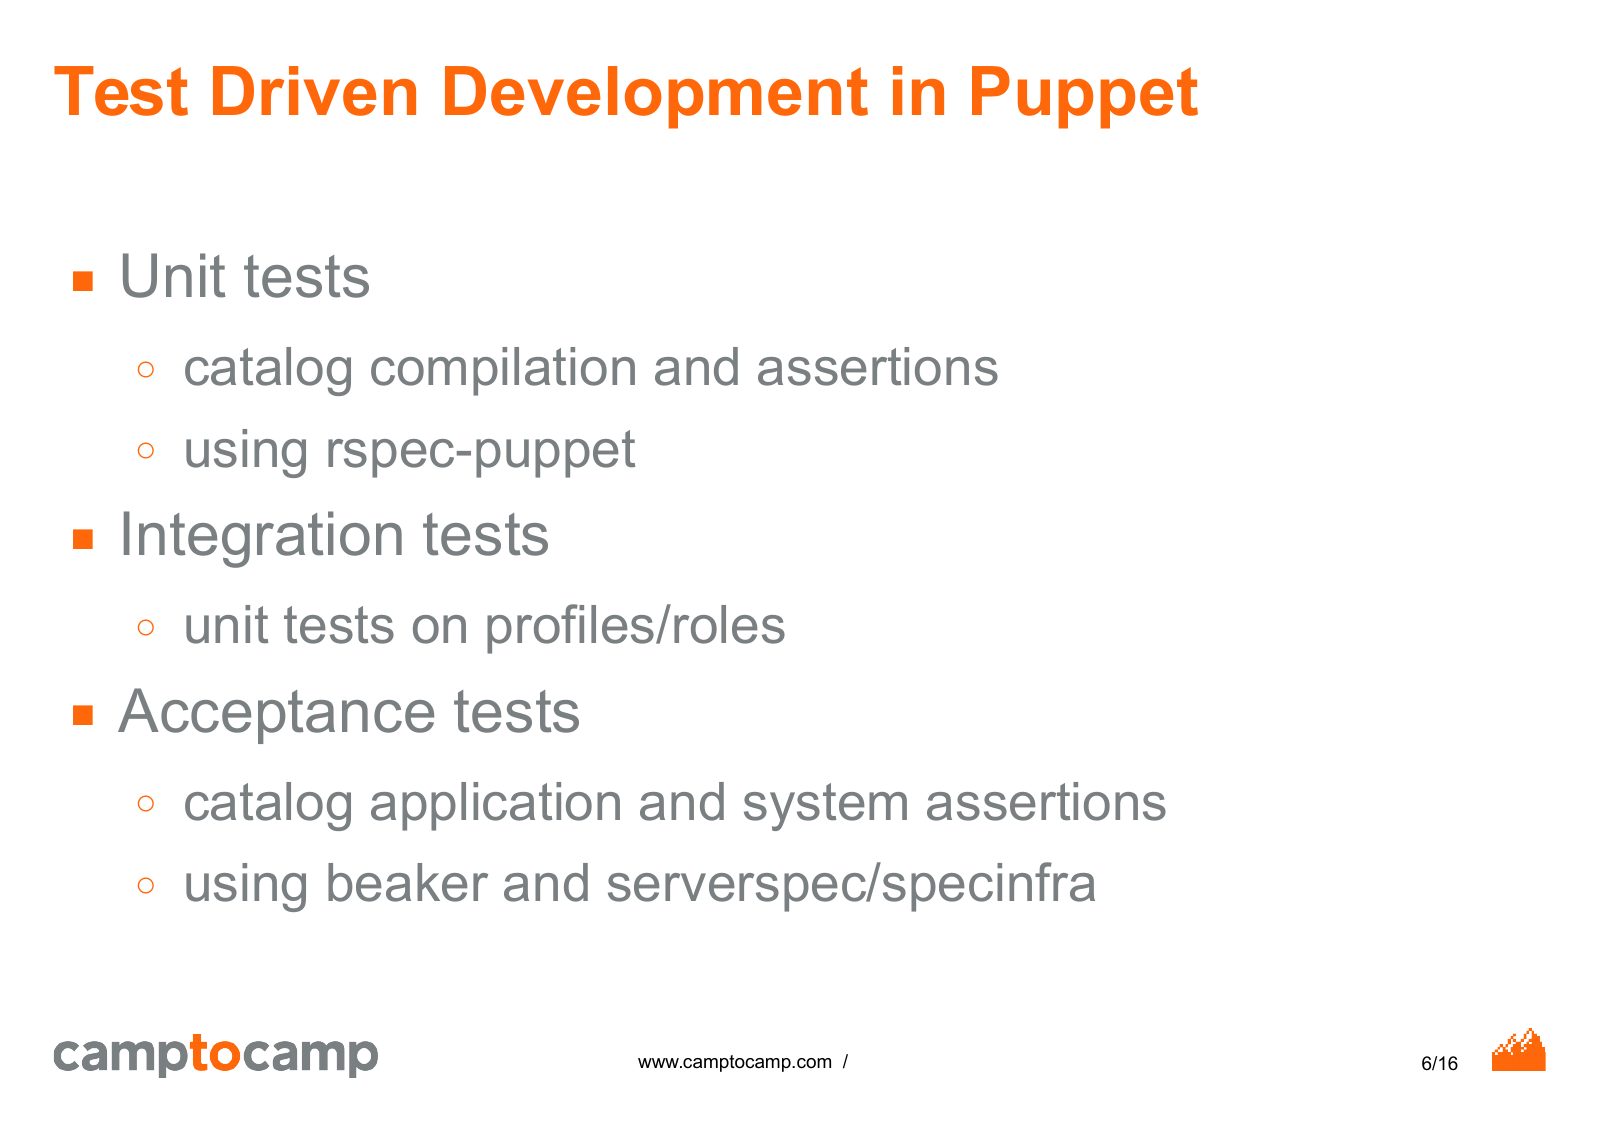 Test Driven Development in Puppet
Unit tests
catalog compilation and assertions
using rspec-puppet
Integration tests
unit tests on profiles/roles
Acceptance tests
catalog application and system assertions
using beaker and serverspec/specinfra
camptocamp
www.camptocamp.com /
6/16